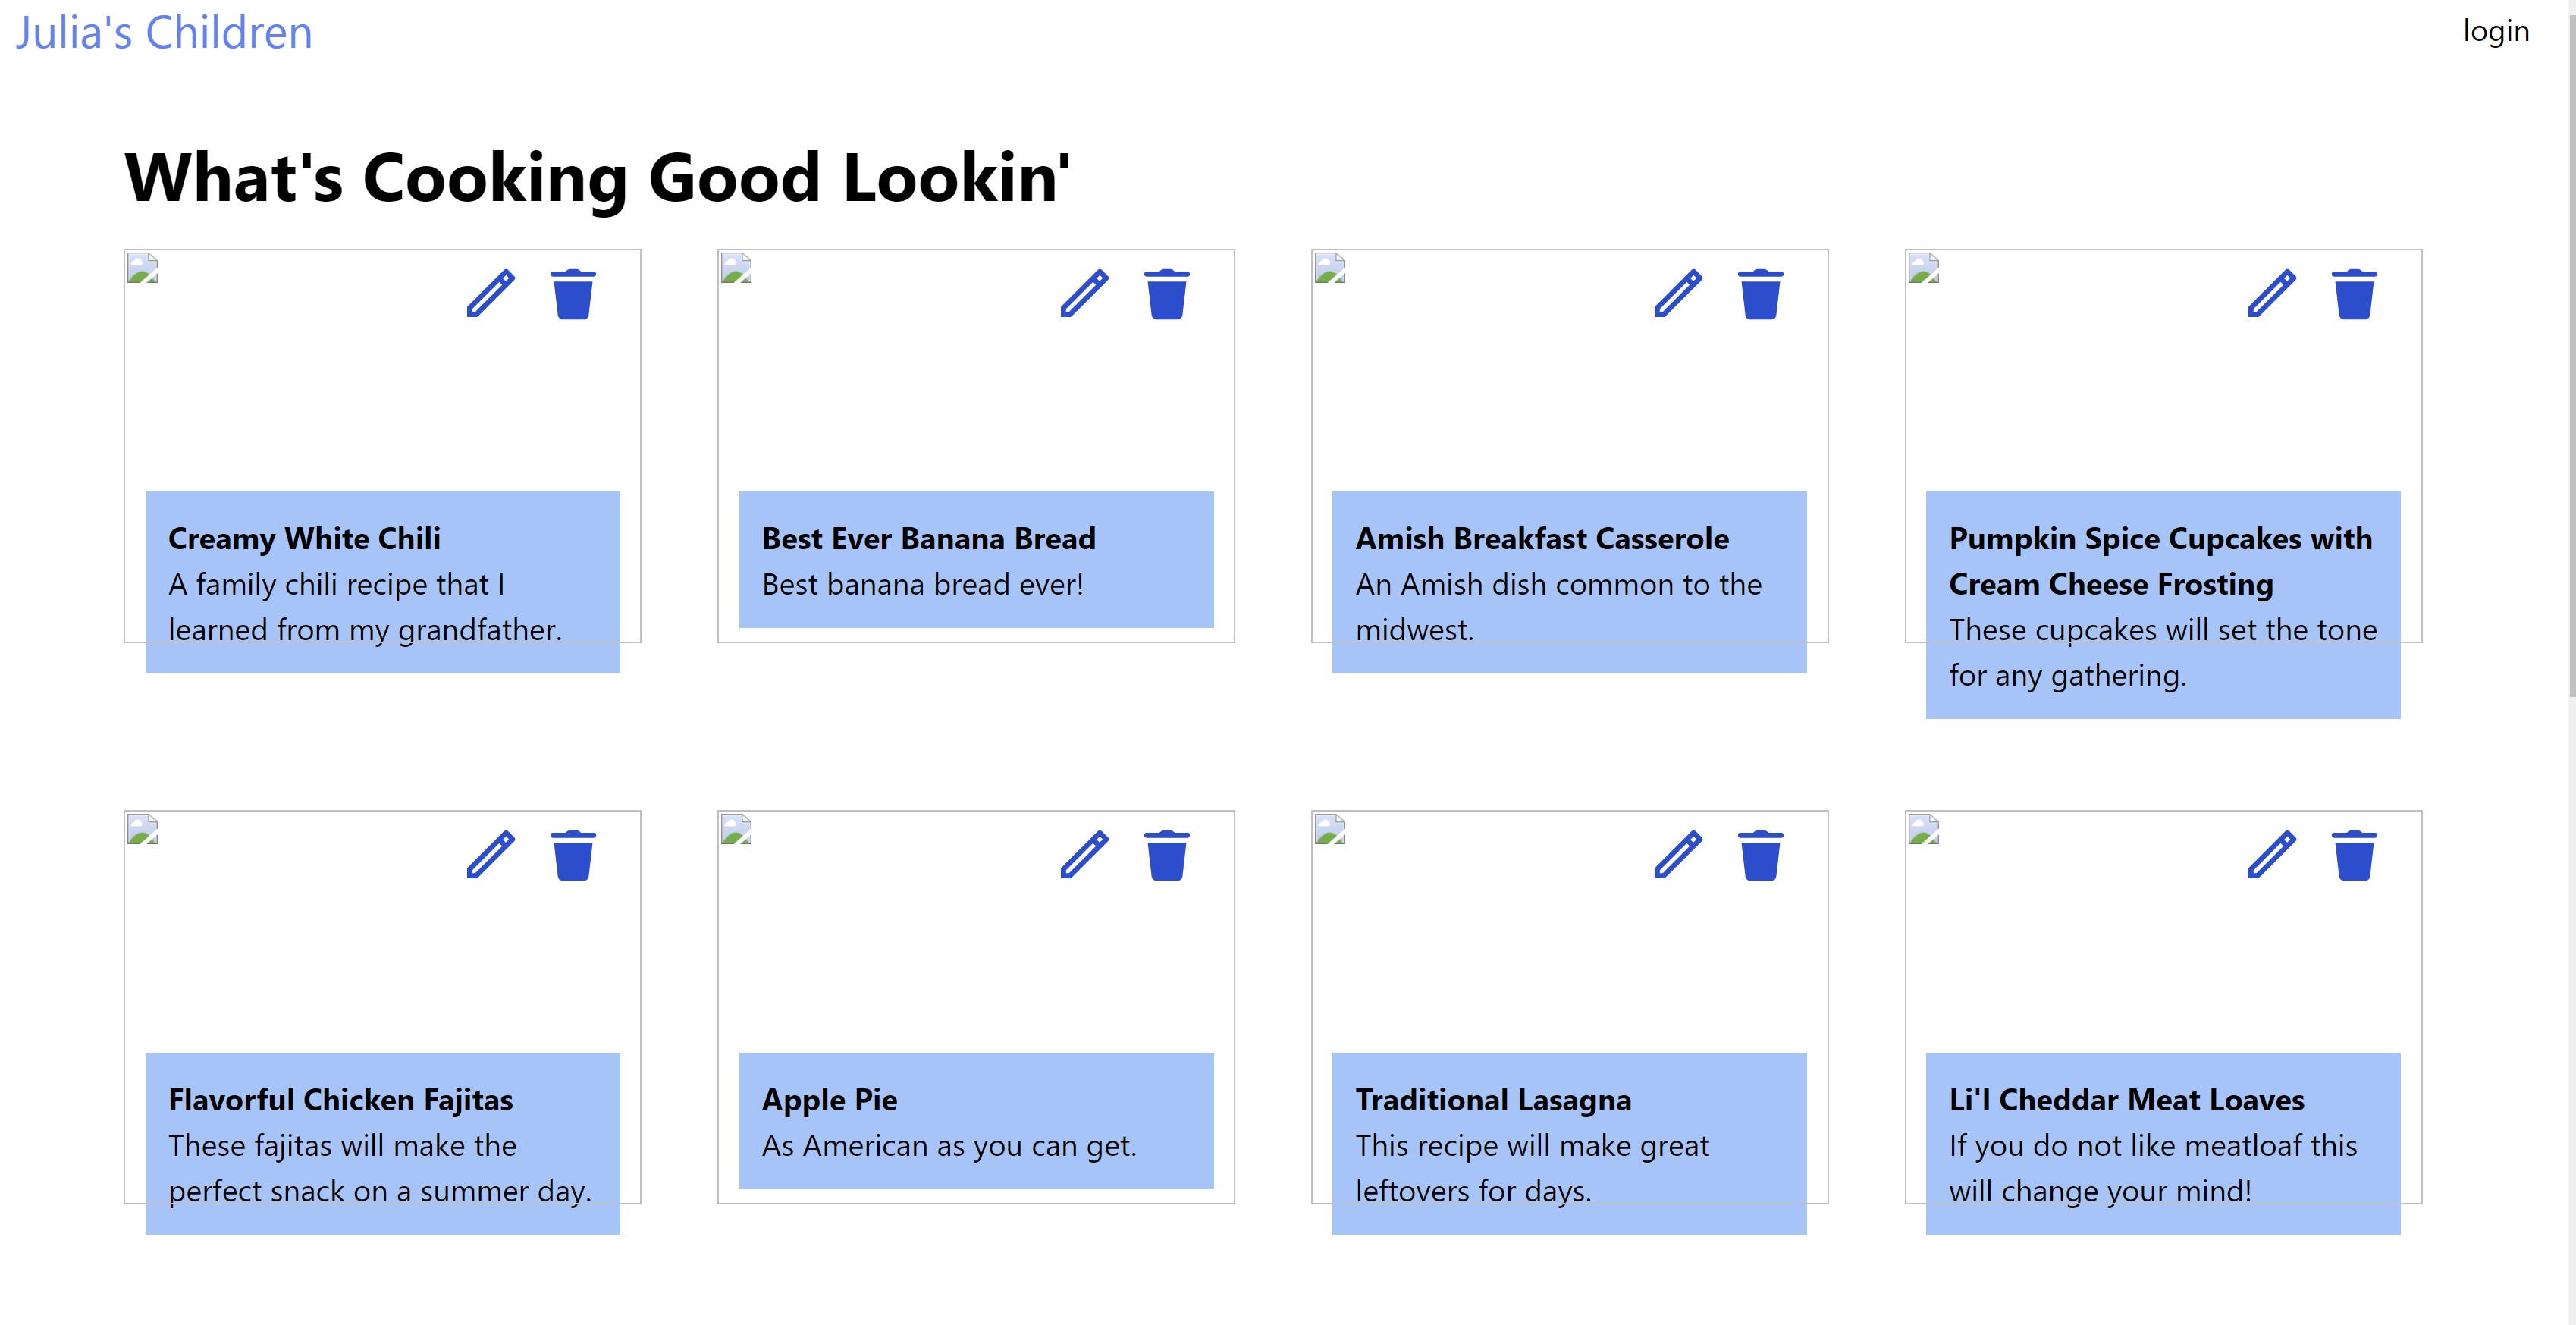 Julia's Children
login
What's Cooking Good Lookin'
Creamy White Chili
A family chili recipe that I
learned from my grandfather.
Best Ever Banana Bread
Best banana bread ever!
Amish Breakfast Casserole
An Amish dish common to the
midwest.
Pumpkin Spice Cupcakes with
Cream Cheese Frosting
These cupcakes will set the tone
for any gathering.
Flavorful Chicken Fajitas
These fajitas will make the
perfect snack on a summer day.
Apple Pie
As American as you can get.
Traditional Lasagna
This recipe will make great
leftovers for days.
Li'l Cheddar Meat Loaves
If you do not like meatloaf this
will change your mind!